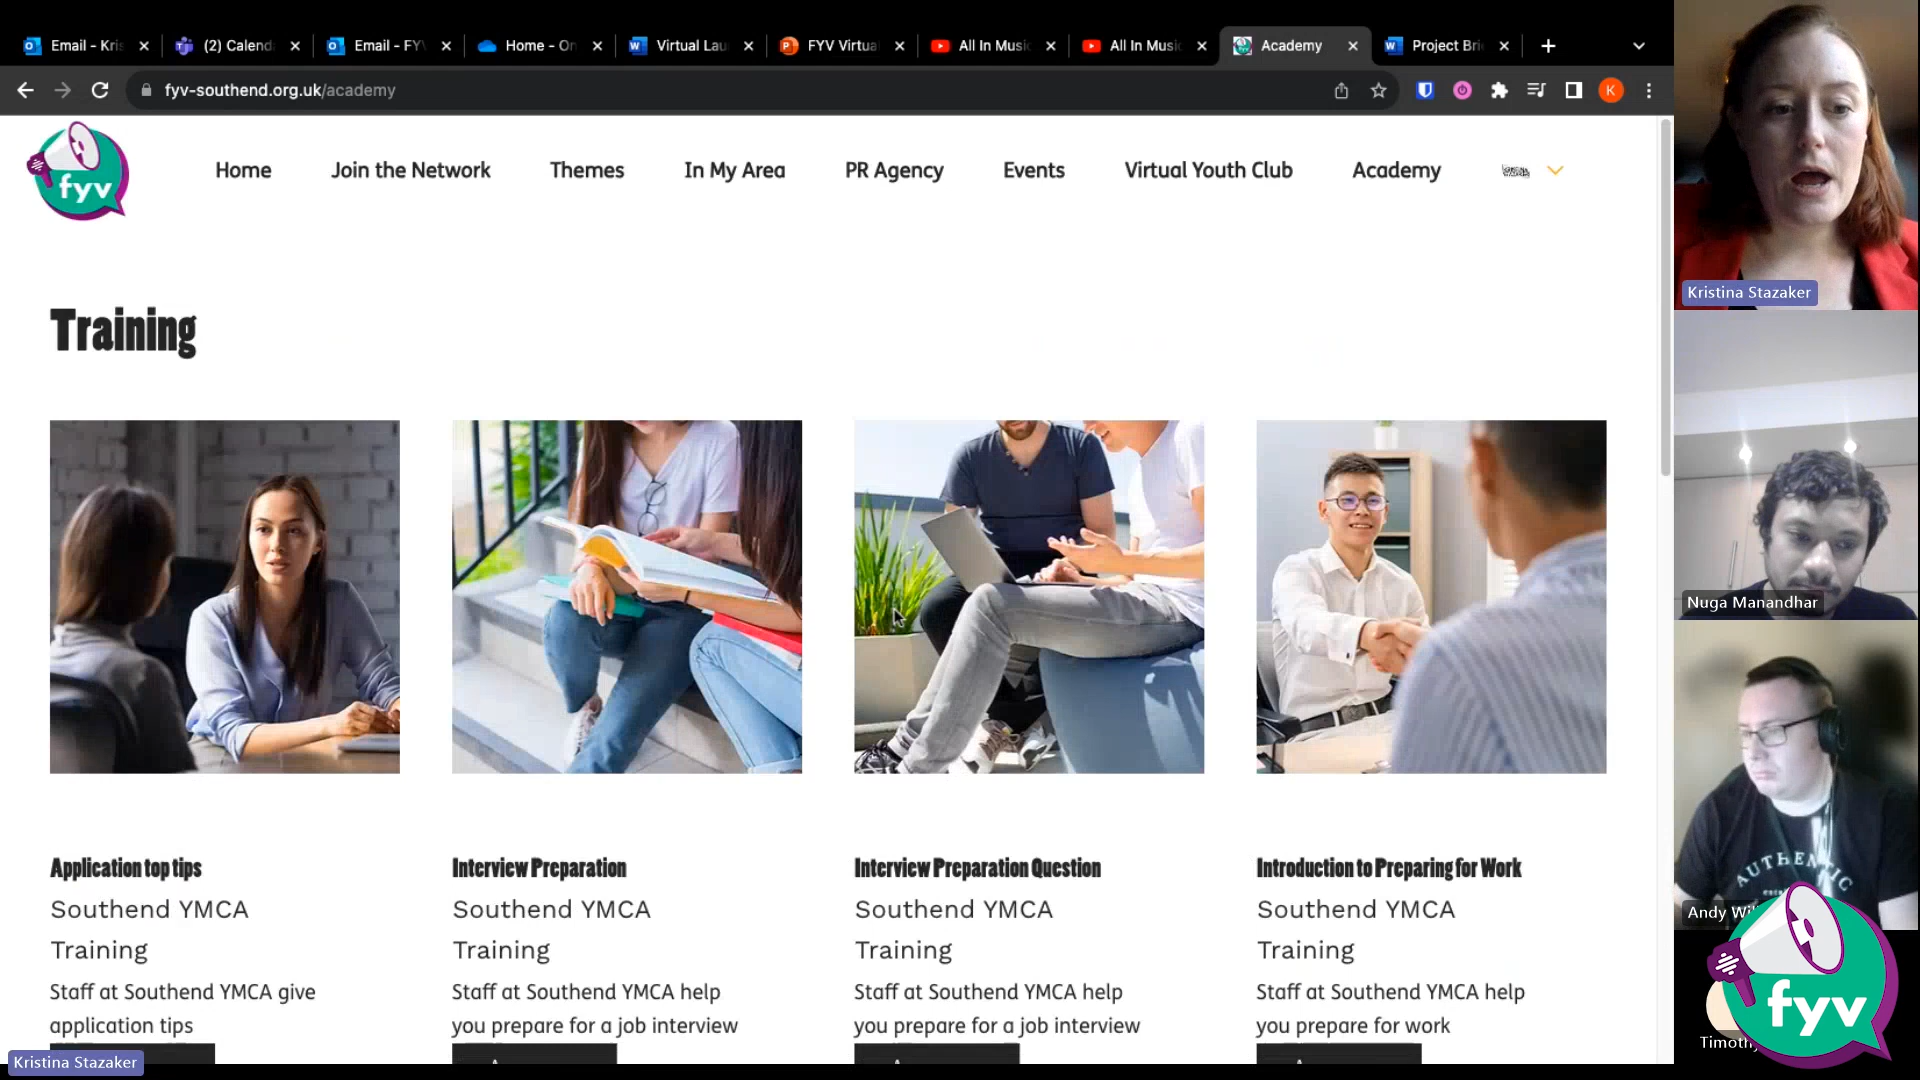 Email - Kris
(2) Calend
Email - FYV
Home - On
Virtual Lau
FYV Virtua
All In Music
All In Music
Academy
Project Bri
fyv-southend.org.uk/academy
K
fyv
Home
Join the Network
Themes
In My Area
PR Agency
Events
Virtual Youth Club
Academy
Training
Application top tips
Southend YMCA
Training
Staff at Southend YMCA give
application tips
Interview Preparation
Southend YMCA
Training
Staff at Southend YMCA help
you prepare for a job interview
Interview Preparation Question
Southend YMCA
Training
Staff at Southend YMCA help
you prepare for a job interview
Introduction to Preparing for Work
Southend YMCA
Training
Staff at Southend YMCA help
you prepare for work
Kristina Stazaker
Kristina Stazaker
Nuga Manandhar
AUTHENTIC
Andy Wi
fyv
Timothy